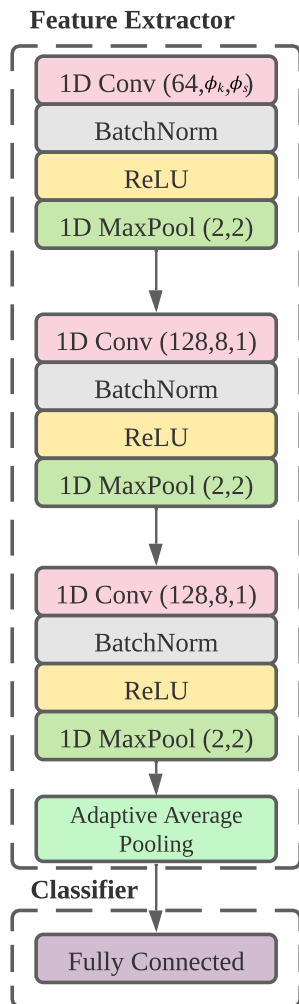 Feature Extractor
1D Conv (64,ϕₖ,ϕₛ)
BatchNorm
ReLU
1D MaxPool (2,2)
1D Conv (128,8,1)
BatchNorm
ReLU
1D MaxPool (2,2)
1D Conv (128,8,1)
BatchNorm
ReLU
1D MaxPool (2,2)
Adaptive Average
Pooling
Classifier
Fully Connected